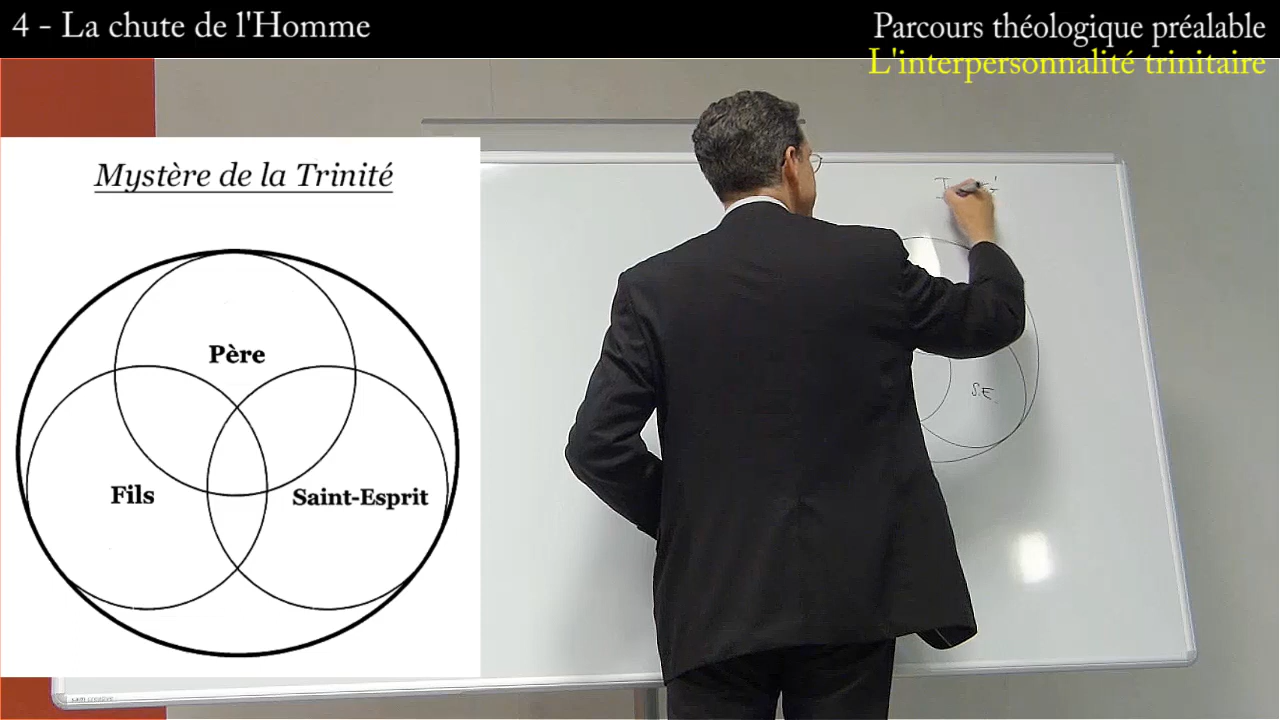 4 - La chute de l'Homme
Parcours théologique préalable
L'interpersonnalité trinitaire
Mystère de la Trinité
Père
Fils
Saint-Esprit
S.E.